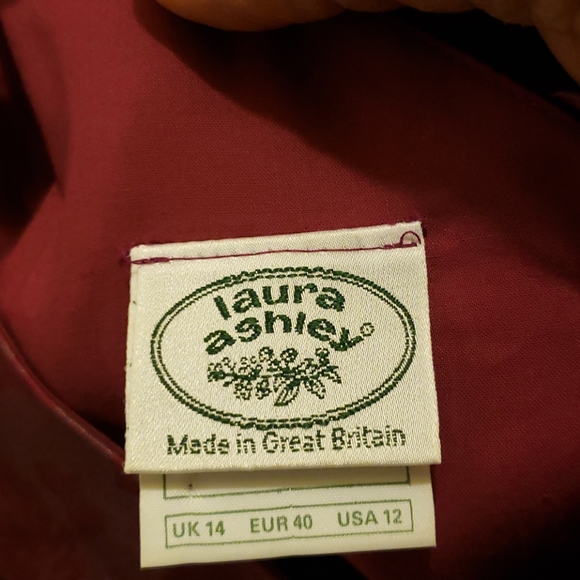 laura
ashley®
Made in Great Britain
UK 14 EUR 40 USA 12